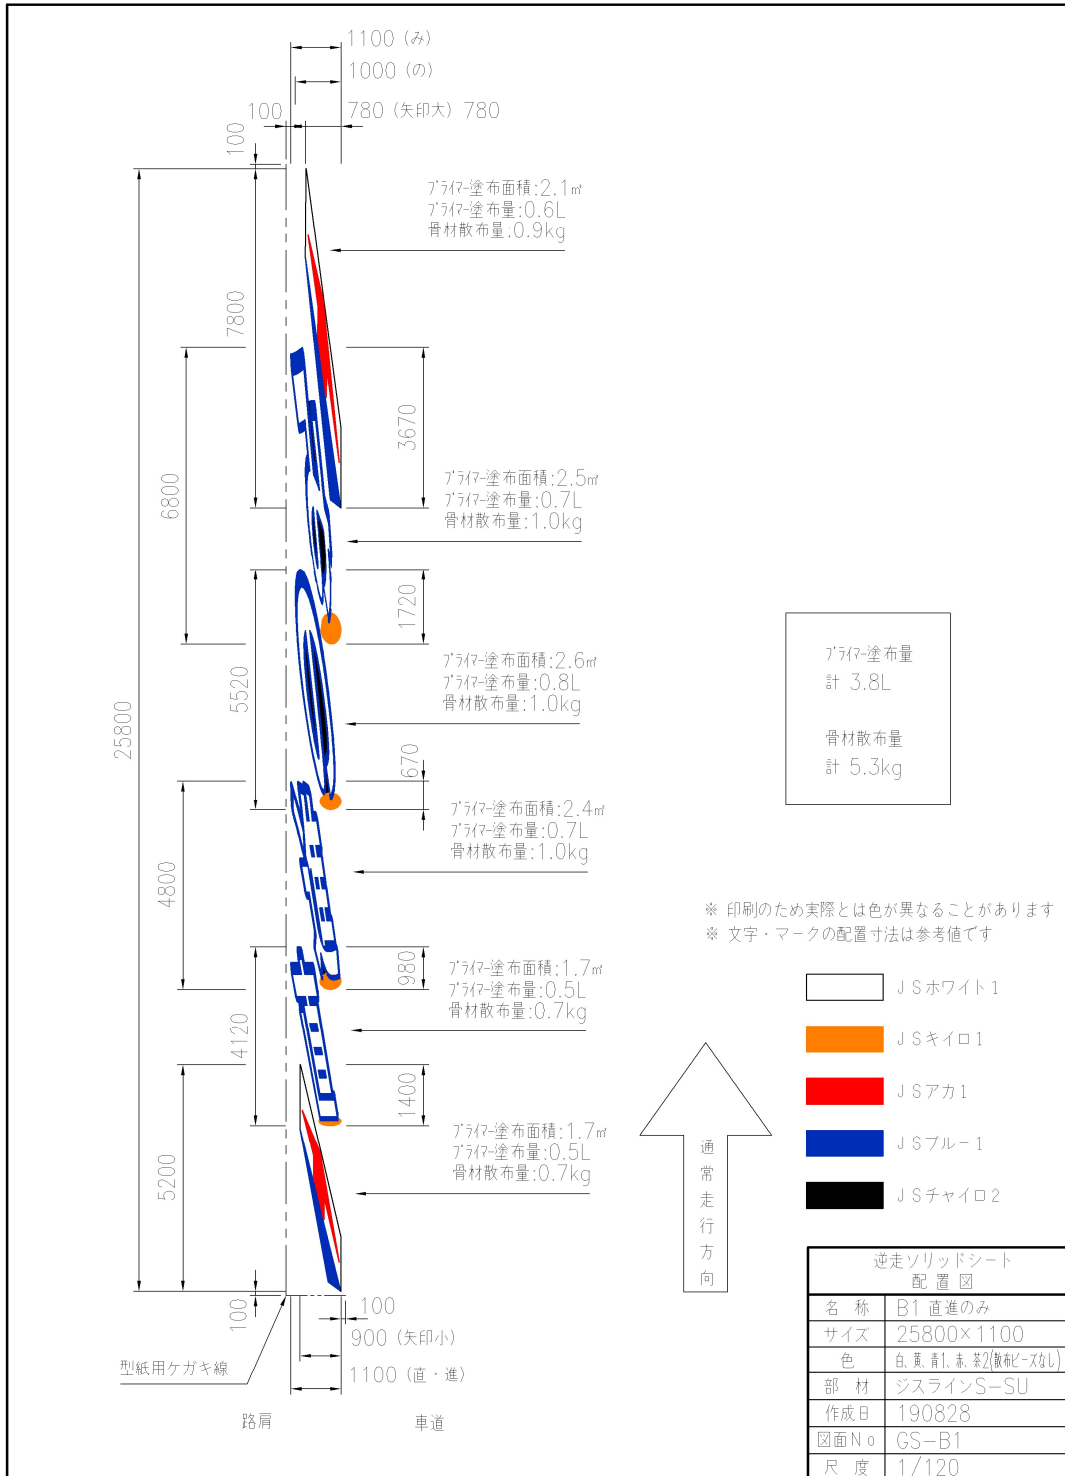 1100 (み)
1000 (の)
100
780 (矢印大) 780
100
プライマー塗布面積:2.1㎡
プライマー塗布量:0.6L
骨材散布量:0.9kg
7800
6800
3670
プライマー塗布面積:2.5㎡
プライマー塗布量:0.7L
骨材散布量:1.0kg
1720
5520
プライマー塗布面積:2.6㎡
プライマー塗布量:0.8L
骨材散布量:1.0kg
25800
670
プライマー塗布量
計 3.8L
骨材散布量
計 5.3kg
プライマー塗布面積:2.4㎡
プライマー塗布量:0.7L
骨材散布量:1.0kg
4800
※ 印刷のため実際とは色が異なることがあります
※ 文字・マークの配置寸法は参考値です
980
プライマー塗布面積:1.7㎡
プライマー塗布量:0.5L
骨材散布量:0.7kg
4120
JSホワイト1
JSキイロ1
JSアカ1
JSブルー1
JSチャイロ2
1400
プライマー塗布面積:1.7㎡
プライマー塗布量:0.5L
骨材散布量:0.7kg
5200
通常走行方向
100
100
900 (矢印小)
1100 (直・進)
型紙用ケガキ線
路肩
車道
逆走ソリッドシート
配置図
名称 B1 直進のみ
サイズ 25800×1100
色 白、黄、青1、赤、茶2(散布ビーズなし)
部材 ジスラインS-SU
作成日 190828
図面No GS-B1
尺度 1/120